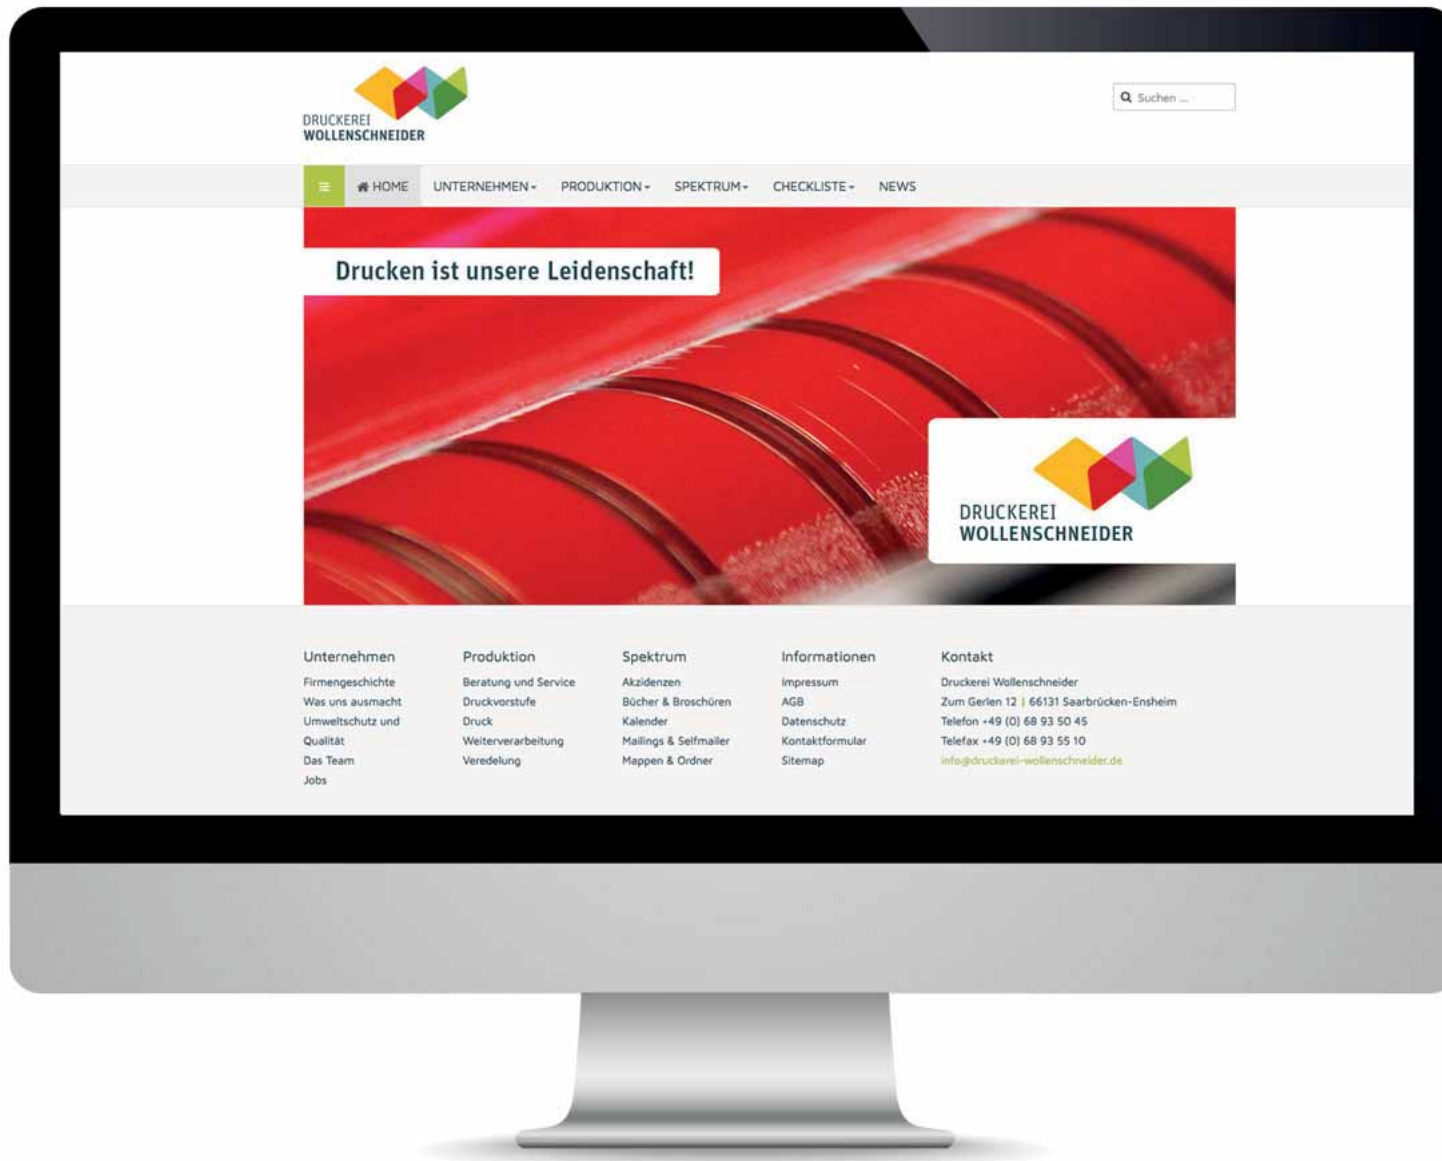 DRUCKEREI
WOLLENSCHNEIDER
Suchen ...
HOME UNTERNEHMEN PRODUKTION SPEKTRUM CHECKLISTE NEWS
Drucken ist unsere Leidenschaft!
DRUCKEREI
WOLLENSCHNEIDER
Unternehmen
Firmengeschichte
Was uns ausmacht
Umweltschutz und
Qualität
Das Team
Jobs
Produktion
Beratung und Service
Druckvorstufe
Druck
Weiterverarbeitung
Veredelung
Spektrum
Akzidenzen
Bücher & Broschüren
Kalender
Mailings & Selfmailer
Mappen & Ordner
Informationen
Impressum
AGB
Datenschutz
Kontaktformular
Sitemap
Kontakt
Druckerei Wollenschneider
Zum Gerlen 12 | 66131 Saarbrücken-Ensheim
Telefon +49 (0) 68 93 50 45
Telefax +49 (0) 68 93 55 10
info@druckerei-wollenschneider.de